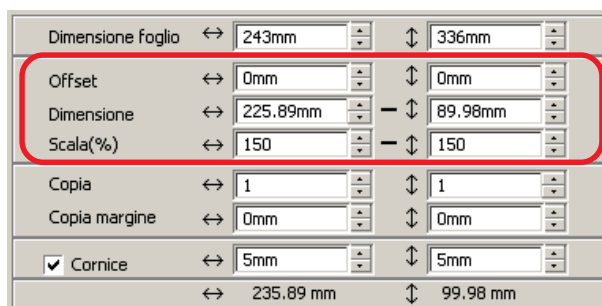 Dimensione foglio ↔ 243mm ↕ 336mm
Offset ↔ 0mm ↕ 0mm
Dimensione ↔ 225.89mm ↕ 89.98mm
Scala(%) ↔ 150 ↕ 150
Copia ↔ 1 ↕ 1
Copia margine ↔ 0mm ↕ 0mm
Cornice ↔ 5mm ↕ 5mm
↔ 235.89 mm ↕ 99.98 mm